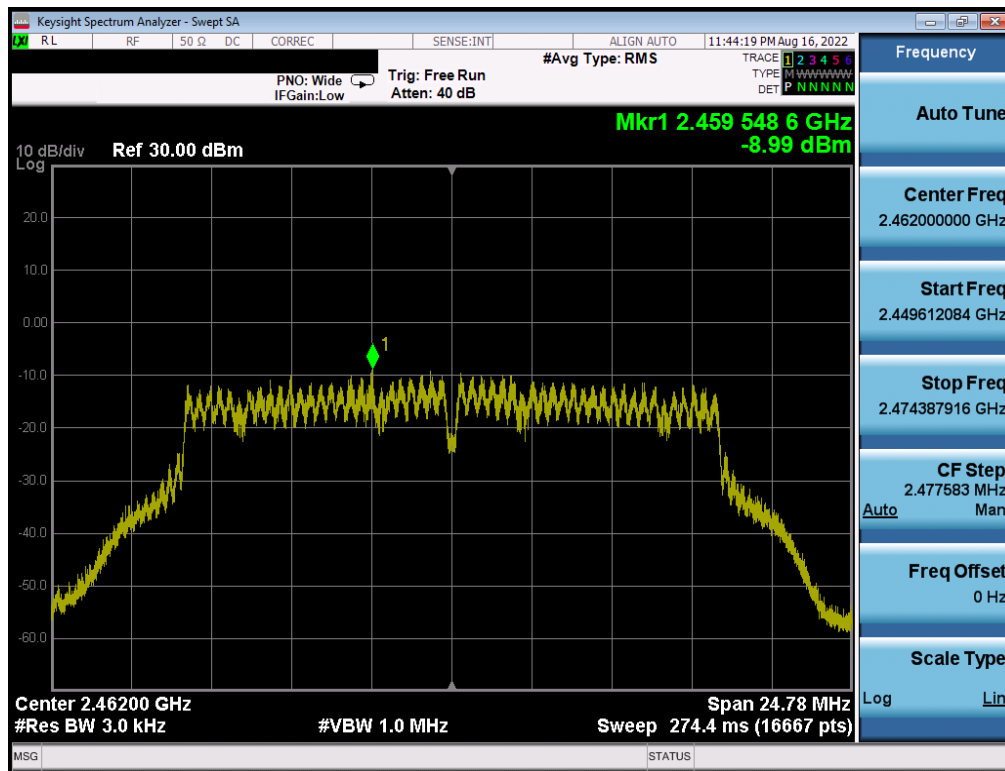 Keysight Spectrum Analyzer - Swept SA
LXI RL RF 50 Ω DC CORREC SENSE:INT ALIGN AUTO 11:44:19 PM Aug 16, 2022
Frequency
#Avg Type: RMS
TRACE 1 2 3 4 5 6
PNO: Wide Trig: Free Run
TYPE M W W W W W
IFGain:Low Atten: 40 dB
DET P N N N N N
Auto Tune
Mkr1 2.459 548 6 GHz
-8.99 dBm
10 dB/div Ref 30.00 dBm
Log
Center Freq
2.462000000 GHz
20.0
10.0
Start Freq
2.449612084 GHz
0.00
1
-10.0
Stop Freq
2.474387916 GHz
-20.0
-30.0
CF Step
2.477583 MHz
Auto Man
-40.0
-50.0
Freq Offset
0 Hz
-60.0
Scale Type
Log Lin
Center 2.46200 GHz Span 24.78 MHz
#Res BW 3.0 kHz #VBW 1.0 MHz Sweep 274.4 ms (16667 pts)
MSG STATUS